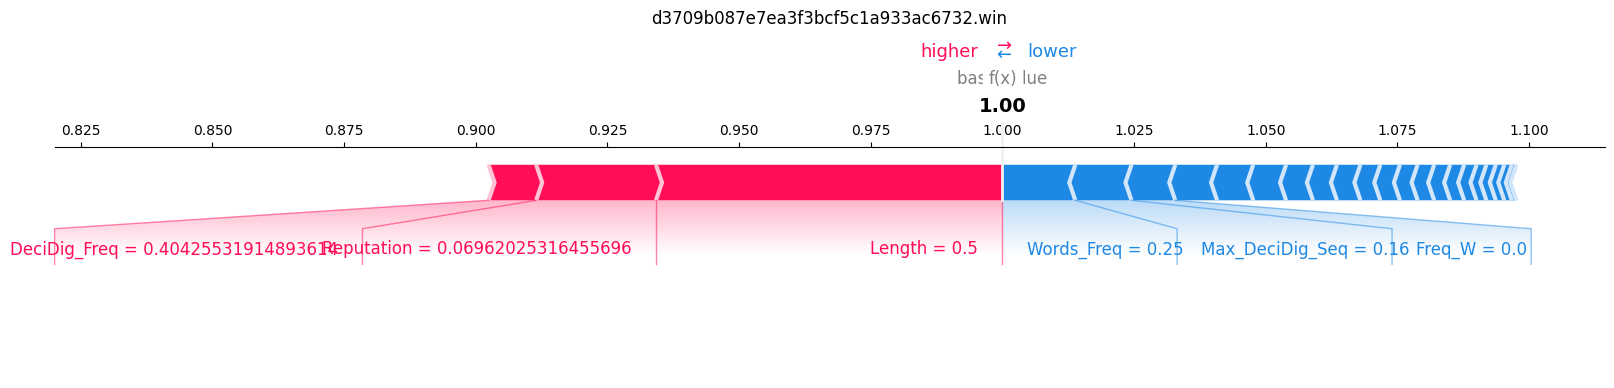 d3709b087e7ea3f3bcf5c1a933ac6732.win
higher ⇄ lower
bas f(x) lue
1.00
0.825 0.850 0.875 0.900 0.925 0.950 0.975 1.000 1.025 1.050 1.075 1.100
DeciDig_Freq = 0.40425531914893614 Reputation = 0.06962025316455696 Length = 0.5 Words_Freq = 0.25 Max_DeciDig_Seq = 0.16 Freq_W = 0.0